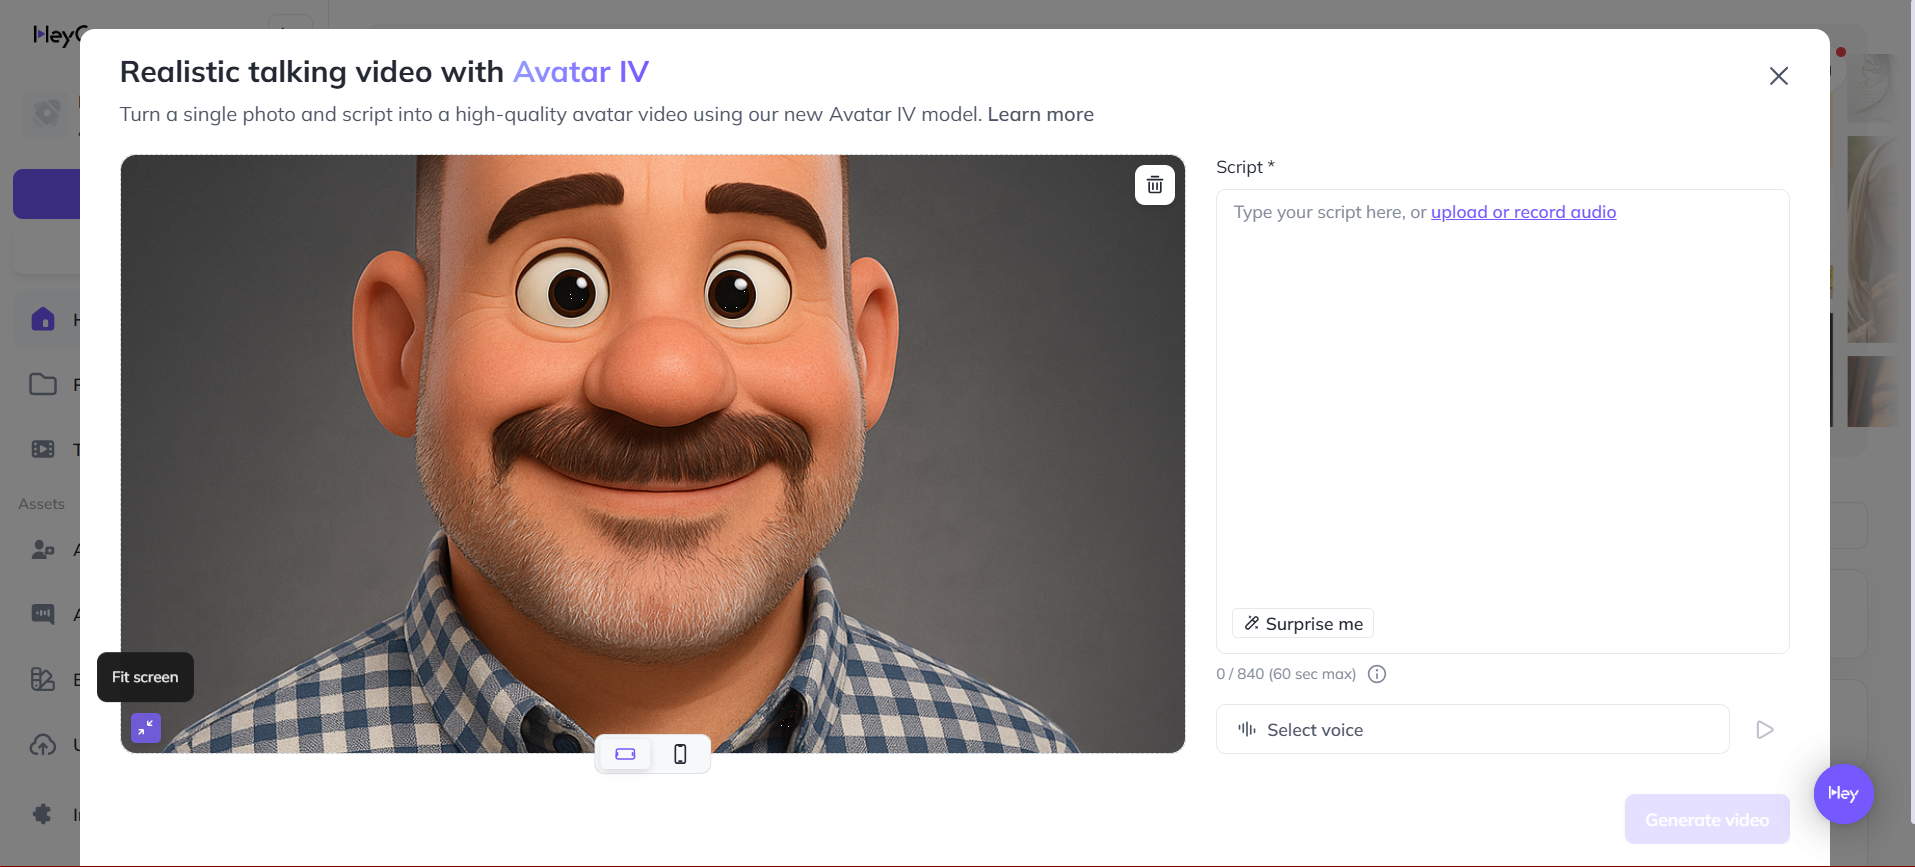 Realistic talking video with Avatar IV
Turn a single photo and script into a high-quality avatar video using our new Avatar IV model. Learn more
Script *
Type your script here, or upload or record audio
Surprise me
0 / 840 (60 sec max)
Select voice
Generate video
Fit screen
Assets
Hey